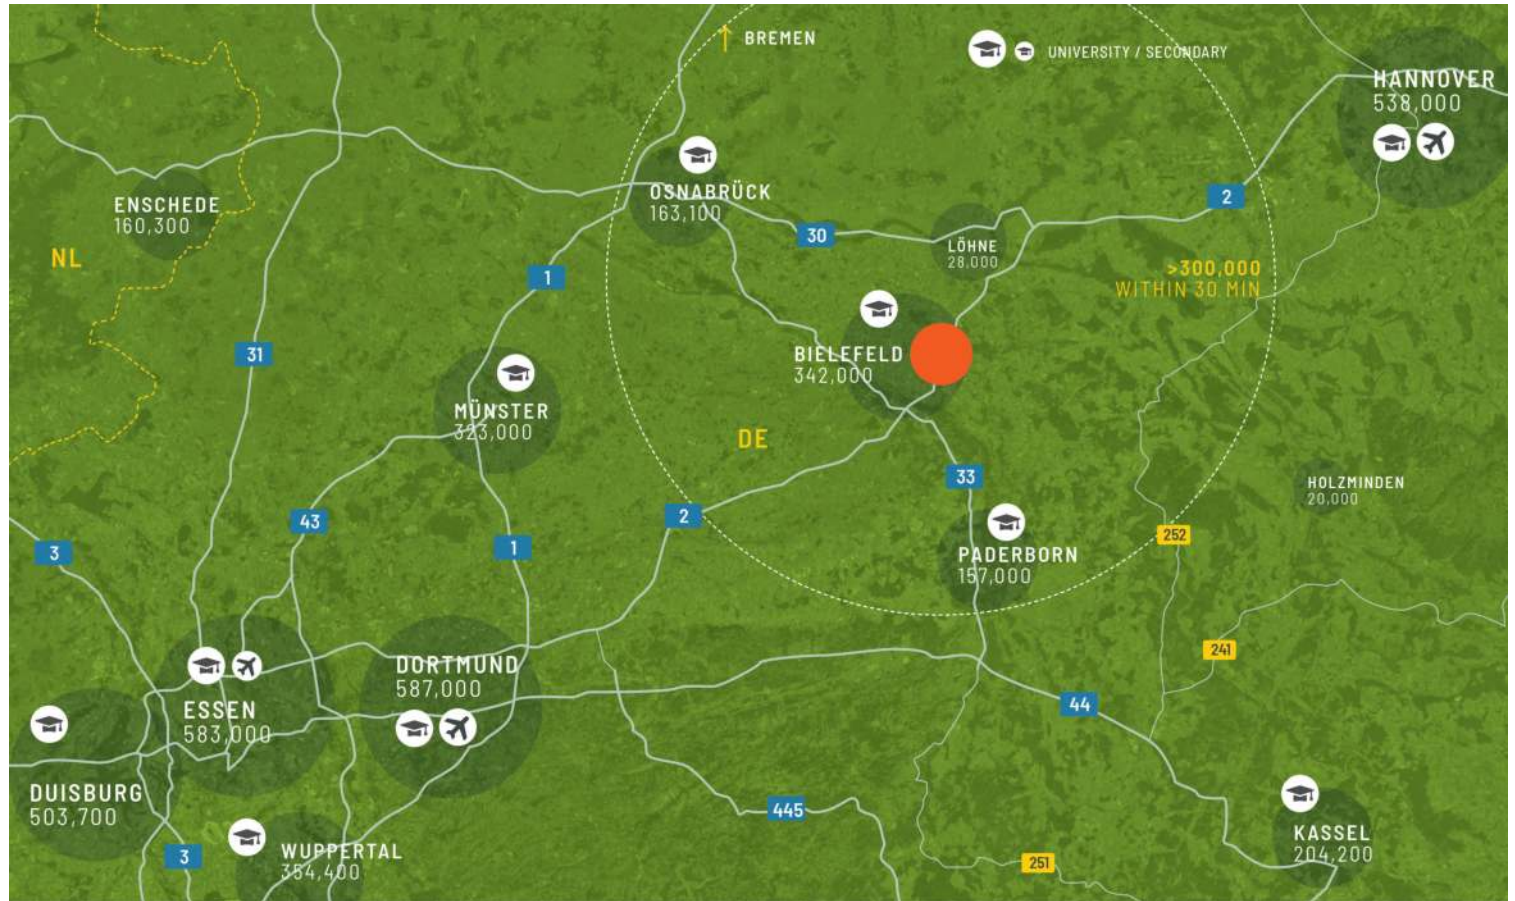 BREMEN
UNIVERSITY / SECONDARY
HANNOVER
538,000
OSNABRÜCK
163,100
ENSCHEDE
160,300
2
30
LÖHNE
28,000
NL
1
>300,000
WITHIN 30 MIN
31
BIELEFELD
342,000
MÜNSTER
323,000
DE
33
HOLZMINDEN
20,000
43
2
3
1
252
PADERBORN
157,000
241
DORTMUND
587,000
ESSEN
583,000
44
DUISBURG
503,700
445
KASSEL
204,200
3
WUPPERTAL
354,400
251